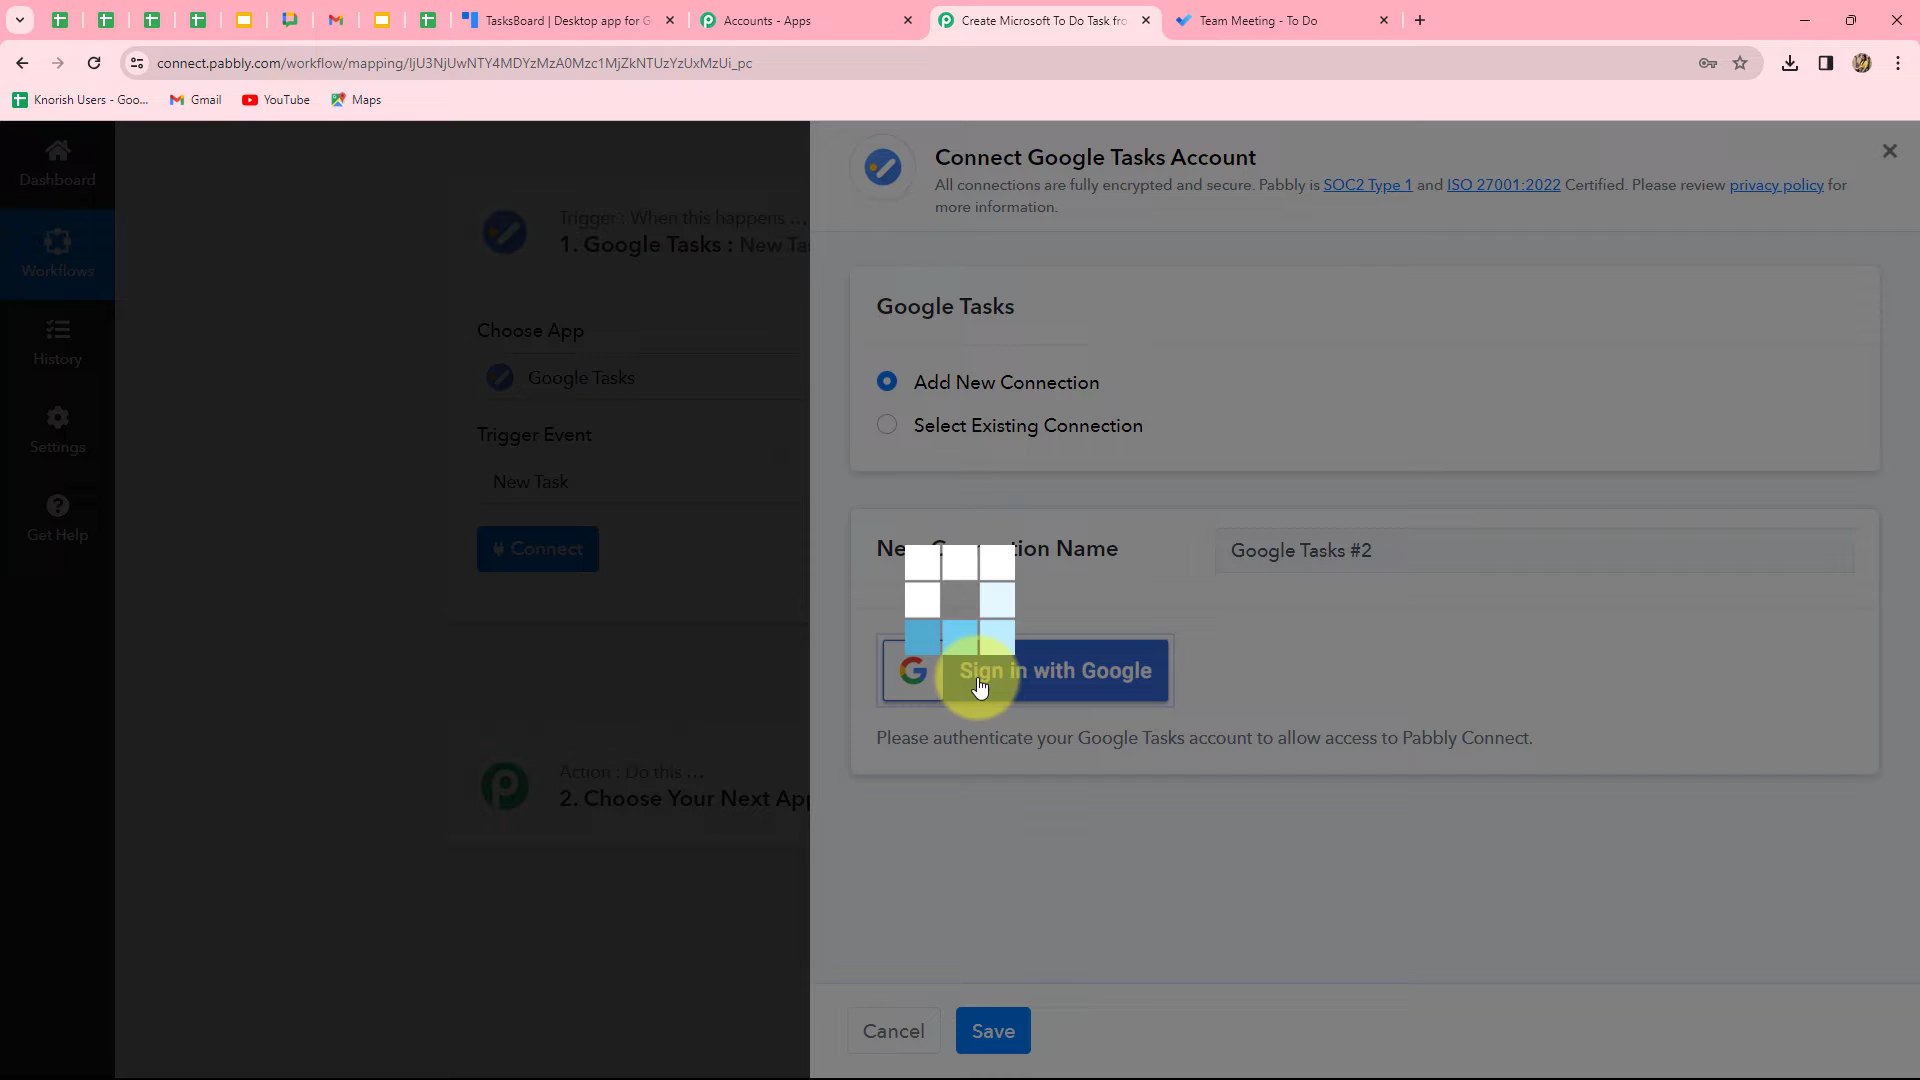 TasksBoard | Desktop app for G
Accounts - Apps
Create Microsoft To Do Task fro
Team Meeting - To Do
connect.pabbly.com/workflow/mapping/IjU3NjUwNTY4MDYzMzA0Mzc1MjZkNTUzYzUxMzUi_pc
Knorish Users - Goo...
Gmail
YouTube
Maps
Dashboard
Workflows
History
Settings
Get Help
Trigger : When this happens ...
1. Google Tasks : New Ta
Choose App
Google Tasks
Trigger Event
New Task
Connect
Action : Do this ...
2. Choose Your Next App
Connect Google Tasks Account
All connections are fully encrypted and secure. Pabbly is SOC2 Type 1 and ISO 27001:2022 Certified. Please review privacy policy for
more information.
Google Tasks
Add New Connection
Select Existing Connection
Name
Google Tasks #2
Sign in with Google
Please authenticate your Google Tasks account to allow access to Pabbly Connect.
Cancel
Save